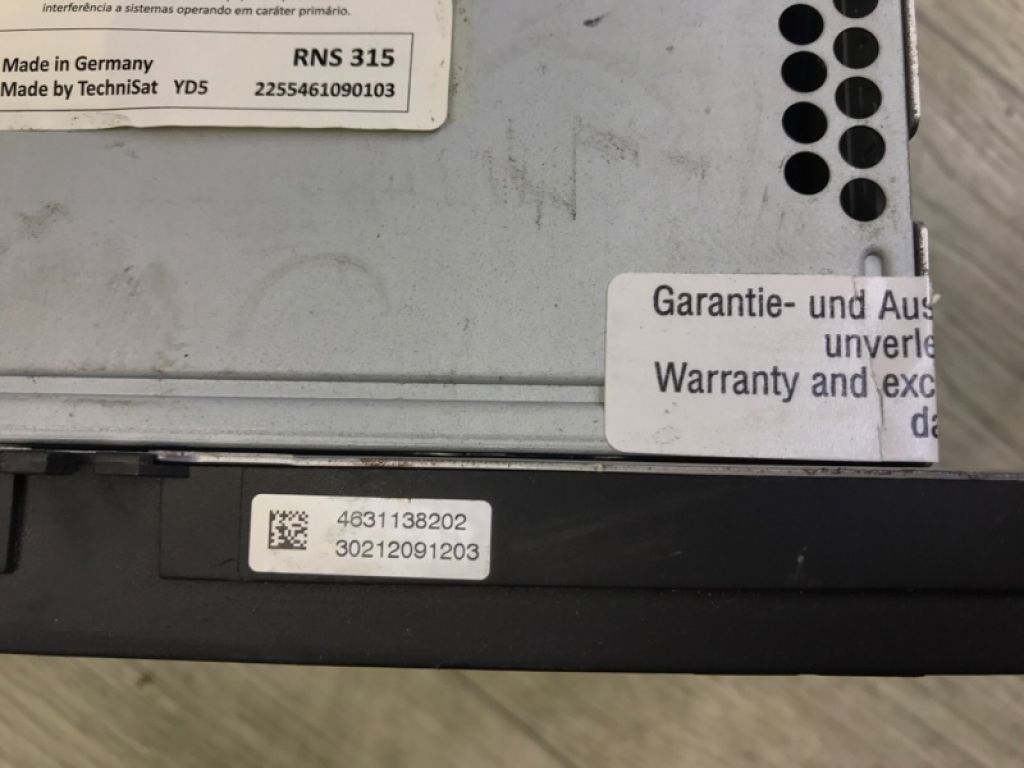 interferência a sistemas operando em caráter primário.
Made in Germany RNS 315
Made by TechniSat YD5 2255461090103
Garantie- und Aus
unverle
Warranty and exc
da
4631138202
30212091203